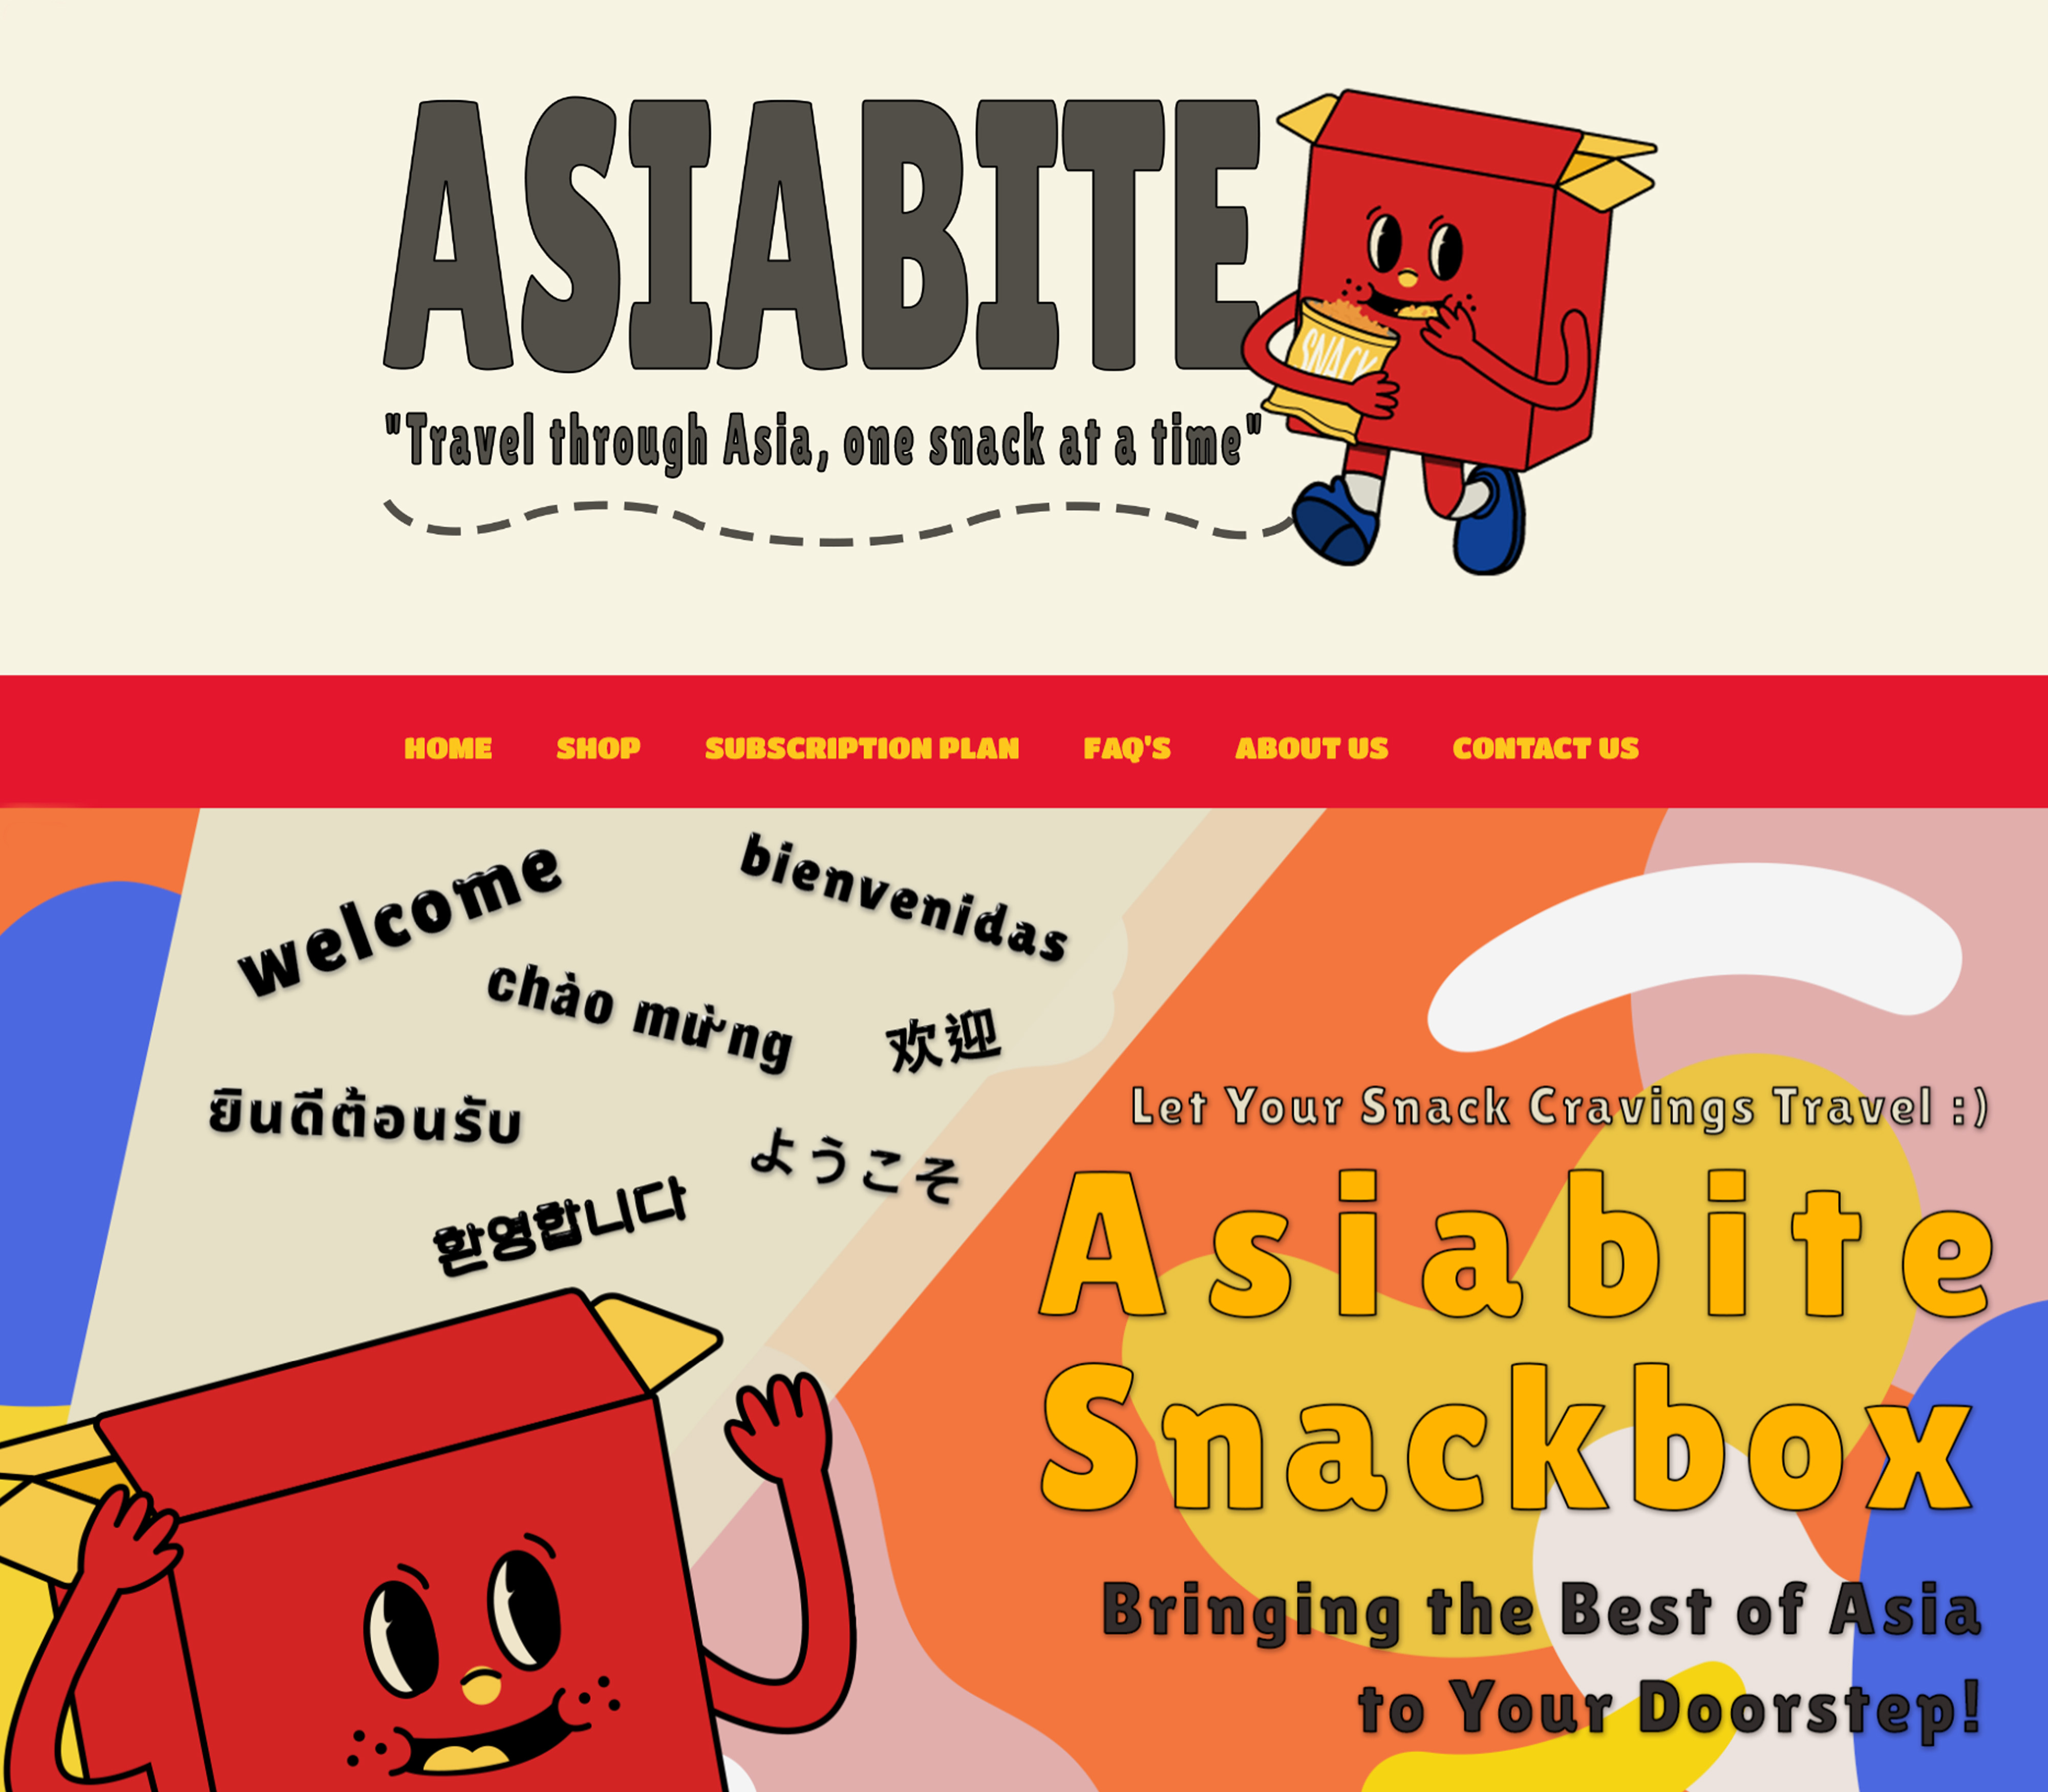 ASIABITE
"Travel through Asia, one snack at a time"
SNACK
HOME SHOP SUBSCRIPTION PLAN FAQ'S ABOUT US CONTACT US
welcome
bienvenidas
chào mừng
欢迎
ยินดีต้อนรับ
ようこそ
환영합니다
Let Your Snack Cravings Travel :)
Asiabite
Snackbox
Bringing the Best of Asia
to Your Doorstep!